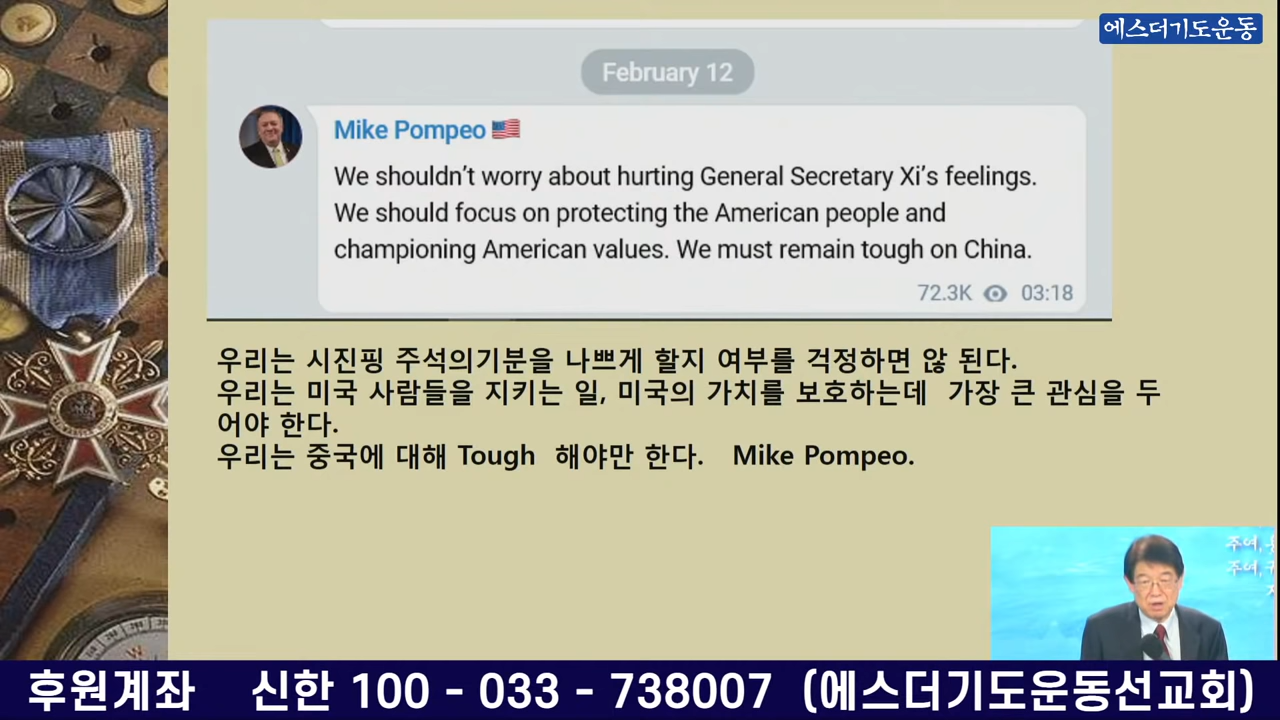 에스더기도운동
February 12
Mike Pompeo
We shouldn't worry about hurting General Secretary Xi's feelings.
We should focus on protecting the American people and
championing American values. We must remain tough on China.
72.3K 03:18
우리는 시진핑 주석의기분을 나쁘게 할지 여부를 걱정하면 않 된다.
우리는 미국 사람들을 지키는 일, 미국의 가치를 보호하는데 가장 큰 관심을 두
어야 한다.
우리는 중국에 대해 Tough 해야만 한다. Mike Pompeo.
주여,
주여,
후원계좌 신한 100 - 033 - 738007 (에스더기도운동선교회)